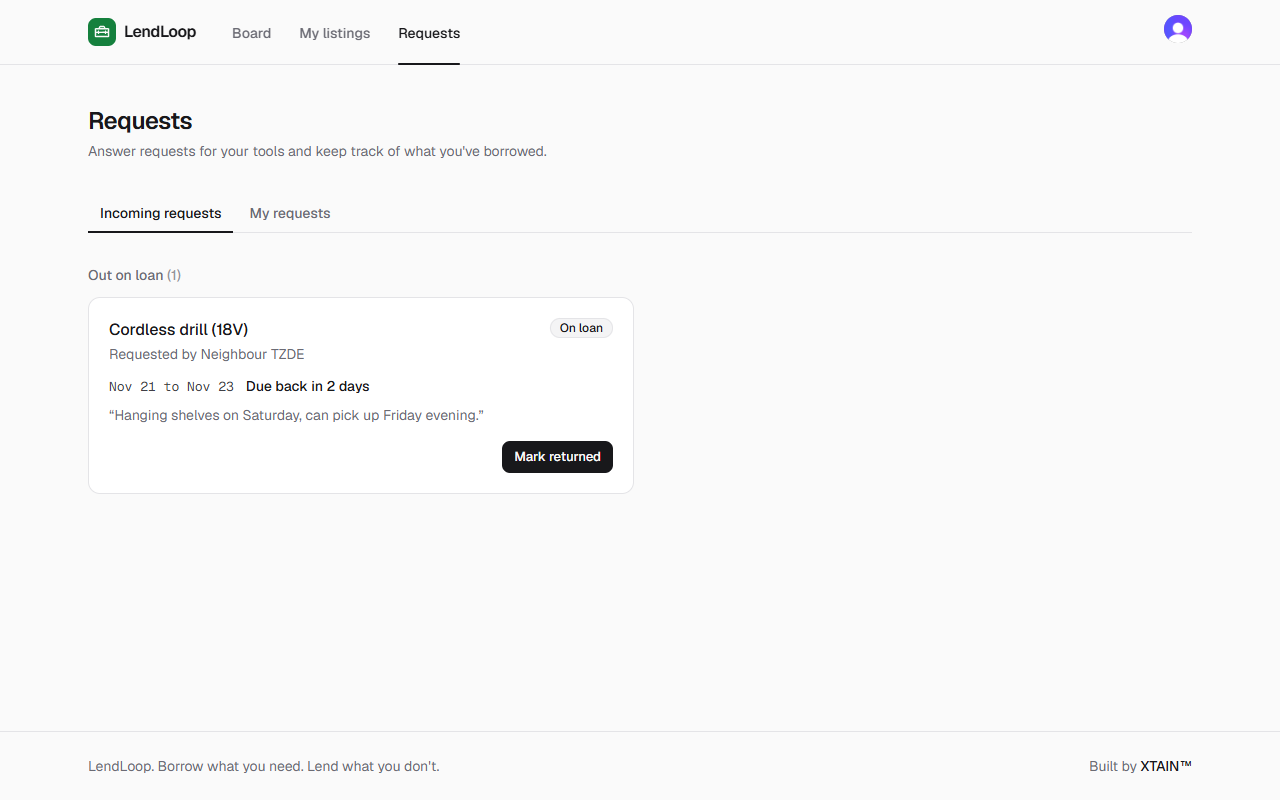 LendLoop
Board
My listings
Requests
Requests
Answer requests for your tools and keep track of what you've borrowed.
Incoming requests
My requests
Out on loan (1)
Cordless drill (18V)
On loan
Requested by Neighbour TZDE
Nov 21 to Nov 23 Due back in 2 days
“Hanging shelves on Saturday, can pick up Friday evening.”
Mark returned
LendLoop. Borrow what you need. Lend what you don't.
Built by XTAIN™